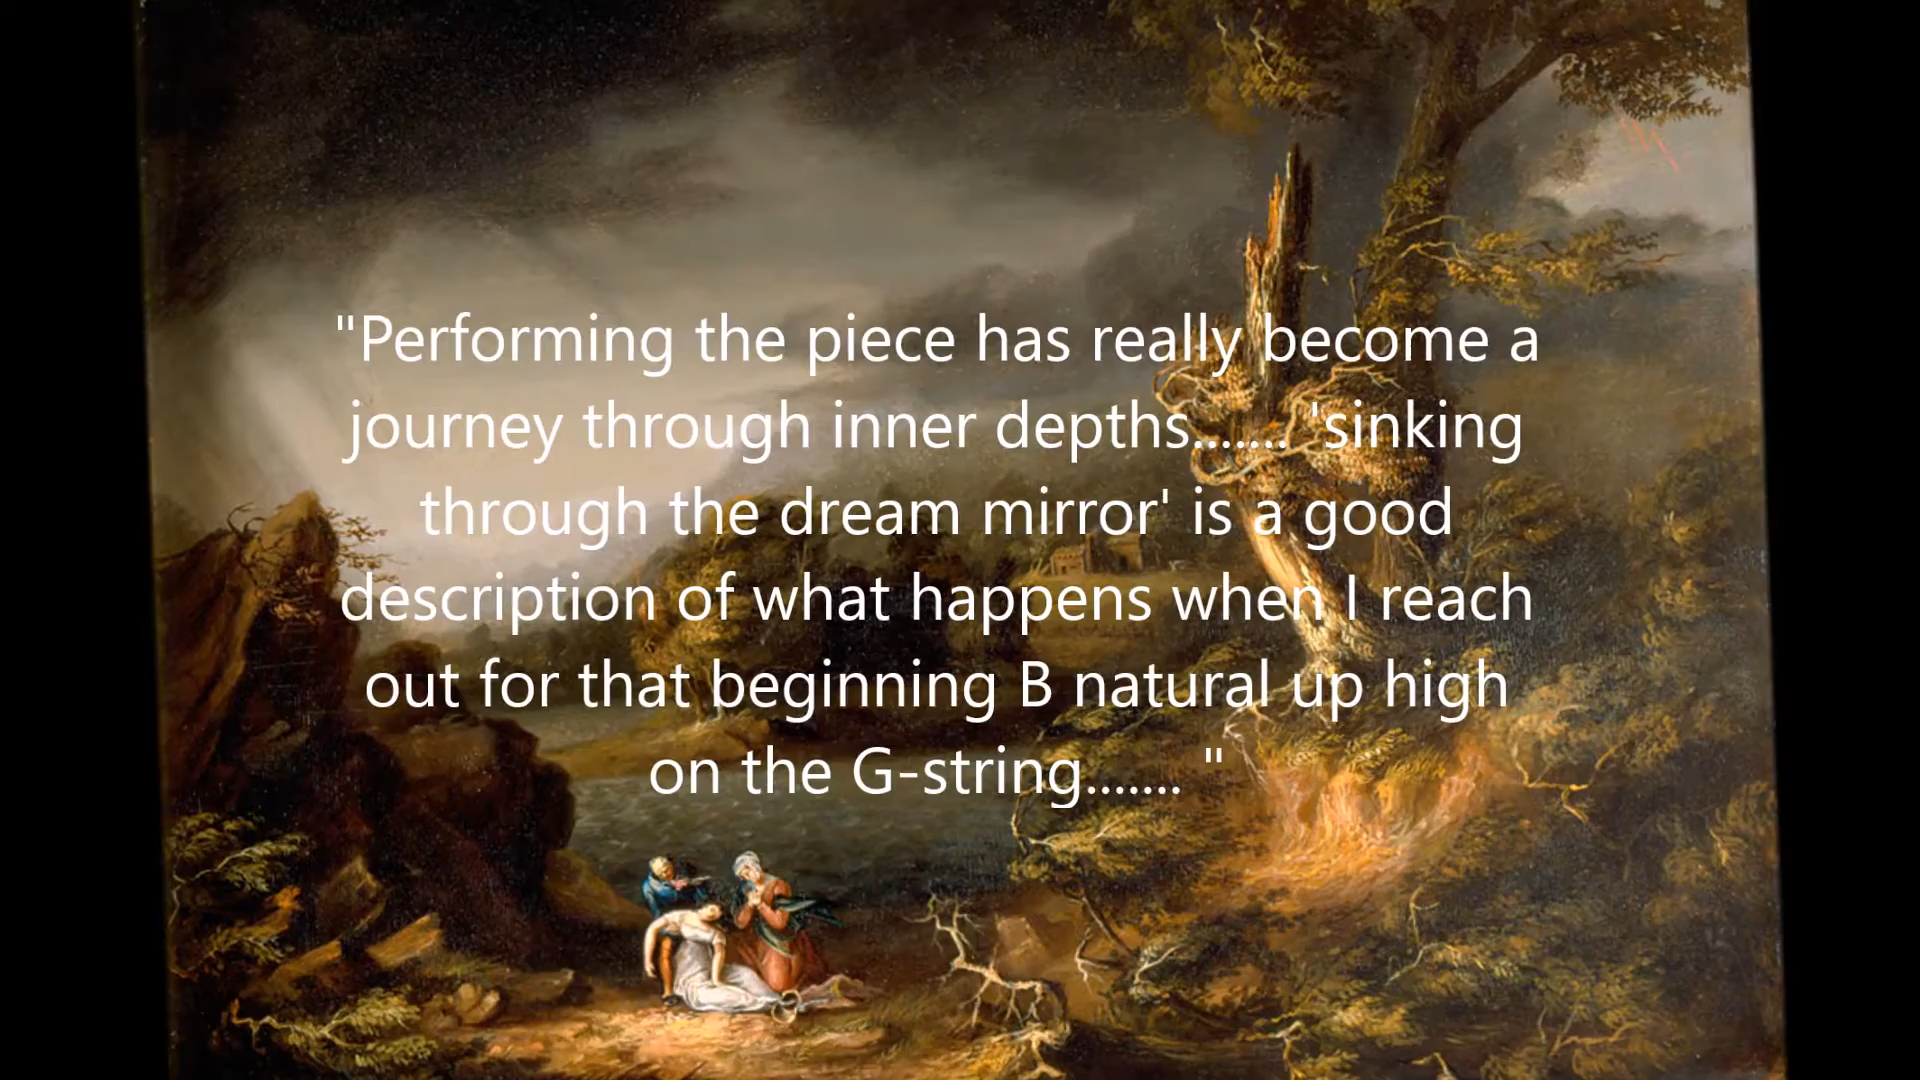 "Performing the piece has really become a
journey through inner depths....... 'sinking
through the dream mirror' is a good
description of what happens when I reach
out for that beginning B natural up high
on the G-string....... "